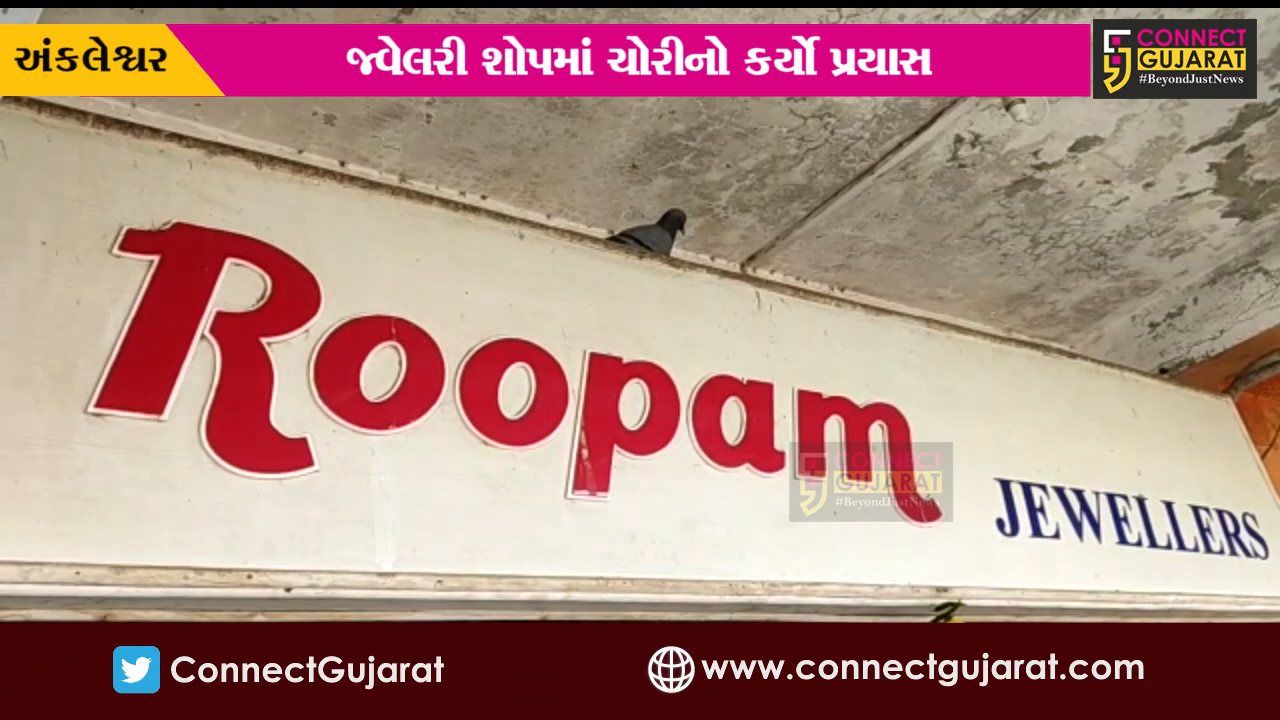 અંકલેશ્વર
જ્વેલરી શોપમાં ચોરીનો કર્યો પ્રયાસ
CONNECT
GUJARAT
#BeyondJustNews
Roopam
JEWELLERS
CONNECT
GUJARAT
#BeyondJustNews
ConnectGujarat
www.connectgujarat.com